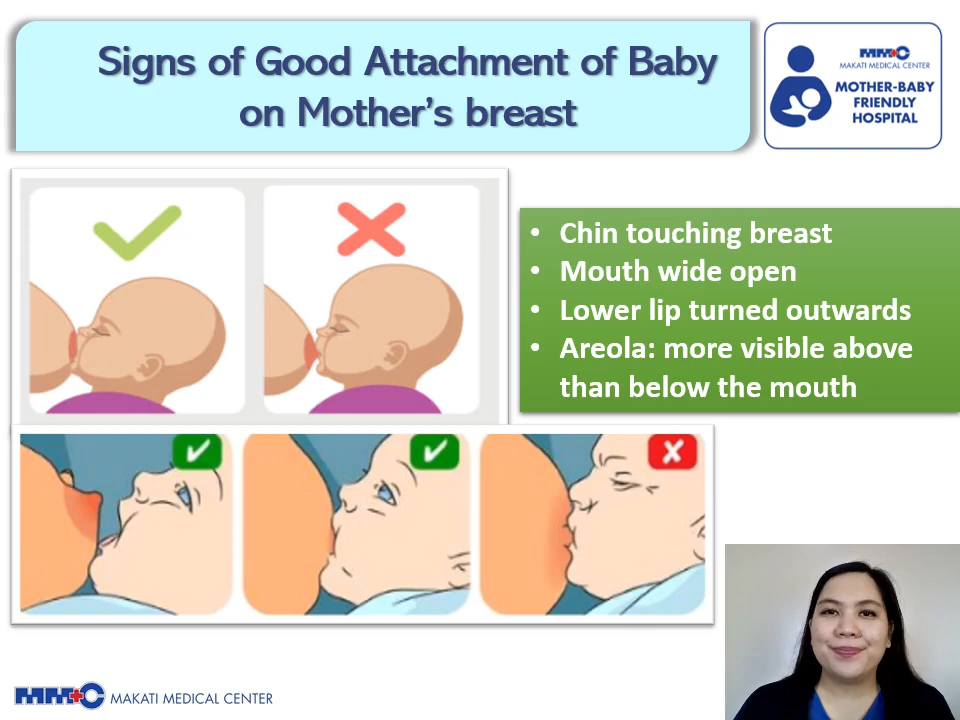 Signs of Good Attachment of Baby
on Mother's breast
MMC
MAKATI MEDICAL CENTER
MOTHER-BABY
FRIENDLY
HOSPITAL
• Chin touching breast
• Mouth wide open
• Lower lip turned outwards
• Areola: more visible above
than below the mouth
MMC MAKATI MEDICAL CENTER